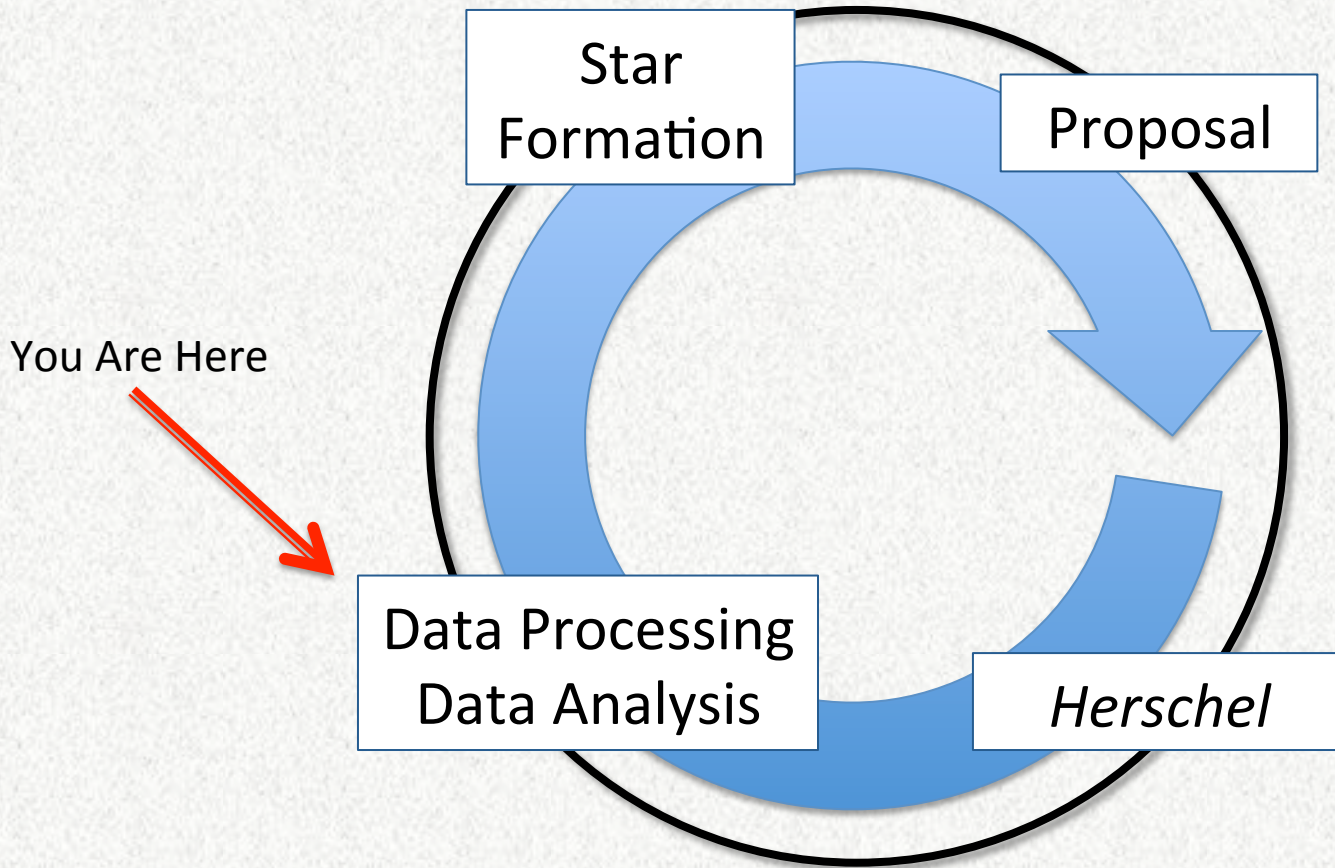 Star
Formation
Proposal
You Are Here
Data Processing
Data Analysis
Herschel